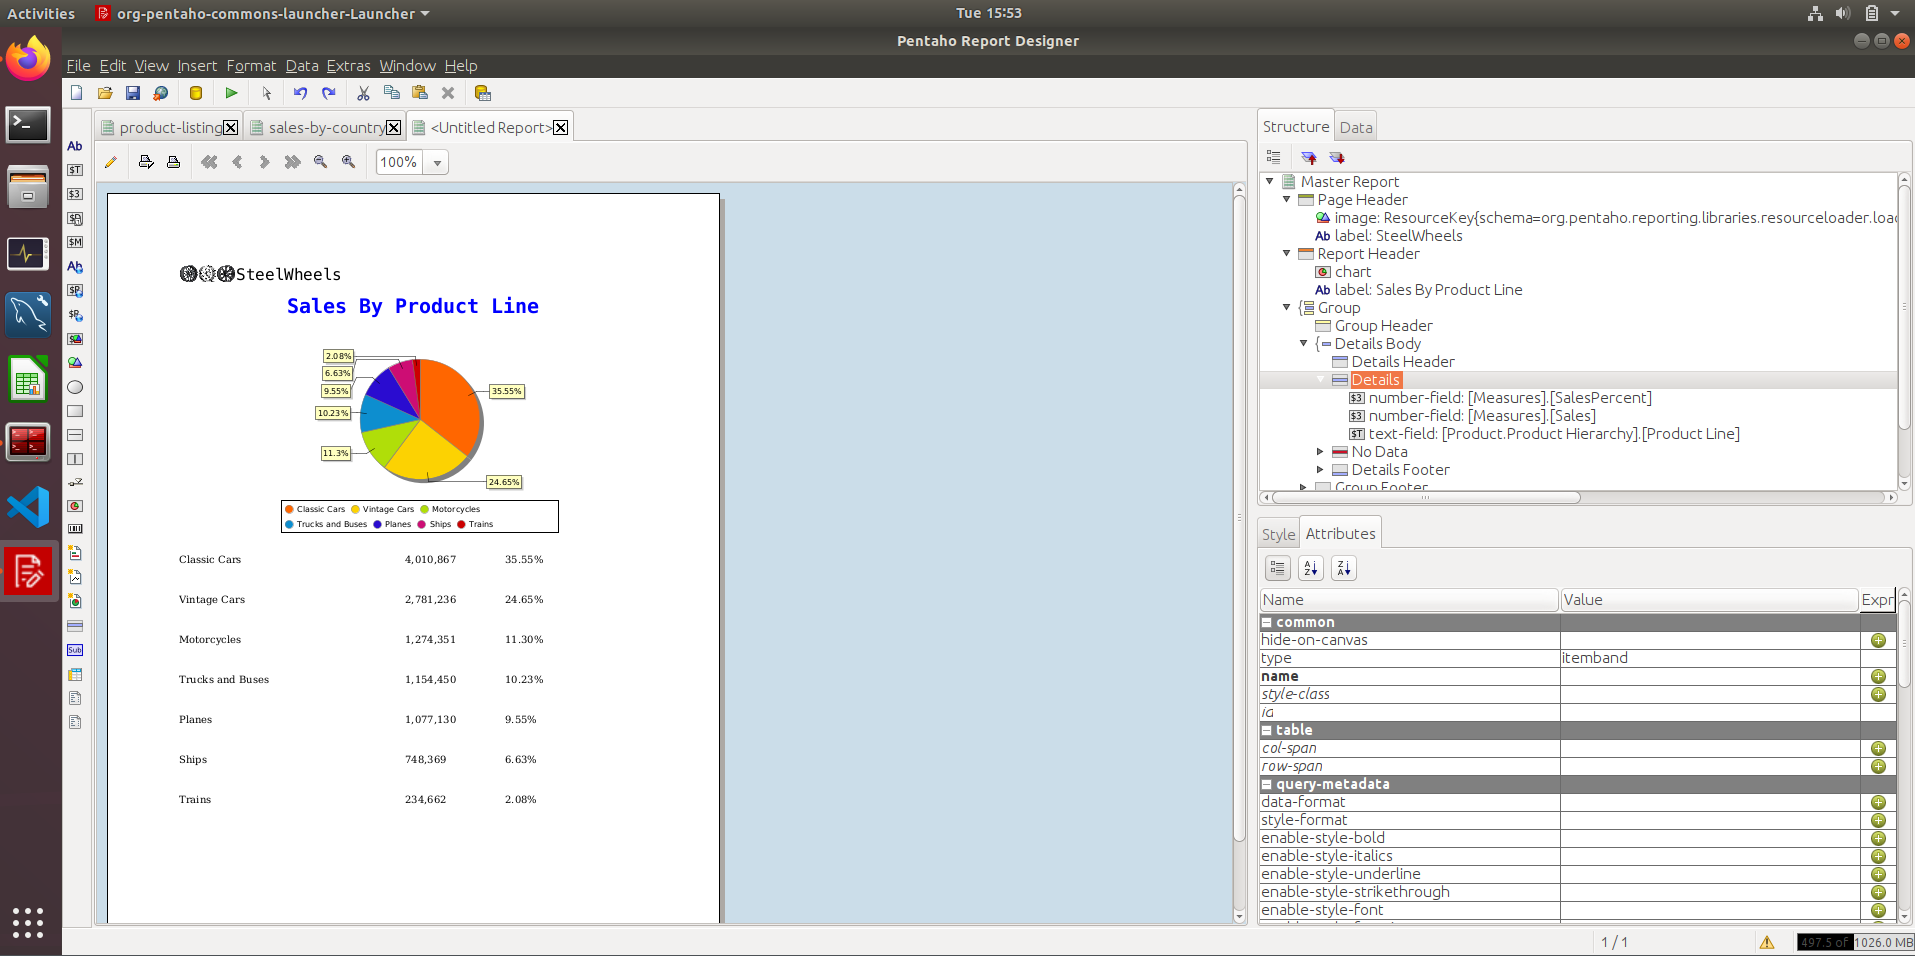 Activities org-pentaho-commons-launcher-Launcher Tue 15:53
Pentaho Report Designer
File Edit View Insert Format Data Extras Window Help
product-listing sales-by-country <Untitled Report>
100%
SteelWheels
Sales By Product Line
2.08%
6.63%
9.55%
35.55%
10.23%
11.3%
24.65%
Classic Cars Vintage Cars Motorcycles
Trucks and Buses Planes Ships Trains
Classic Cars 4,010,867 35.55%
Vintage Cars 2,781,236 24.65%
Motorcycles 1,274,351 11.30%
Trucks and Buses 1,154,450 10.23%
Planes 1,077,130 9.55%
Ships 748,369 6.63%
Trains 234,662 2.08%
Structure Data
Master Report
Page Header
image: ResourceKey{schema=org.pentaho.reporting.libraries.resourceloader.loa
Ab label: SteelWheels
Report Header
chart
Ab label: Sales By Product Line
Group
Group Header
Details Body
Details Header
Details
$3 number-field: [Measures].[SalesPercent]
$3 number-field: [Measures].[Sales]
$T text-field: [Product.Product Hierarchy].[Product Line]
No Data
Details Footer
Group Footer
Style Attributes
Name Value Expr
common
hide-on-canvas
type itemband
name
style-class
id
table
col-span
row-span
query-metadata
data-format
style-format
enable-style-bold
enable-style-italics
enable-style-underline
enable-style-strikethrough
enable-style-font
1 / 1
497.5 of 1026.0 MB